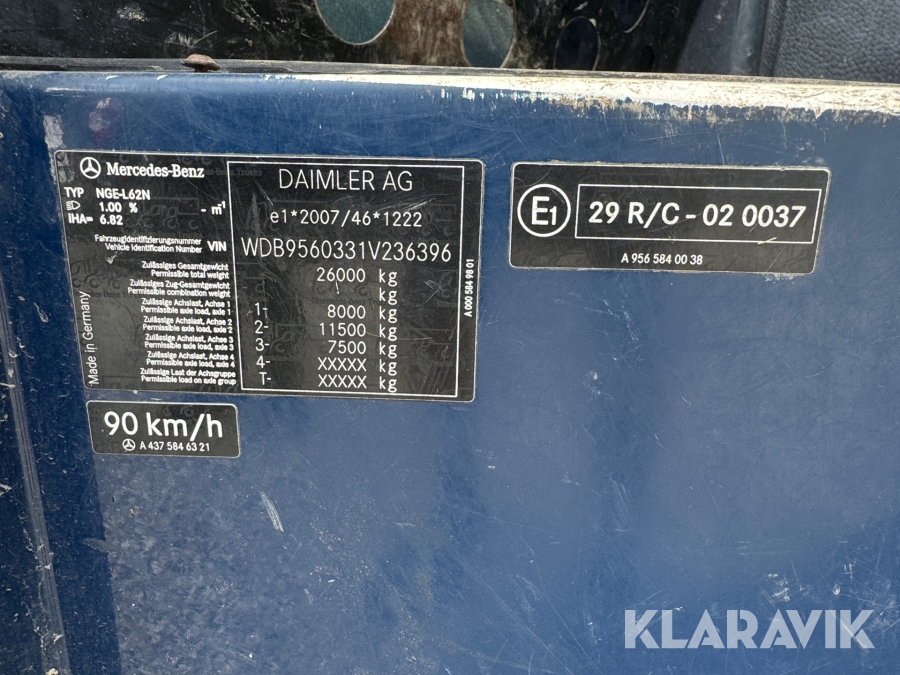 Mercedes-Benz
TYP NGE-L62N
1.00 % - m⁻¹
IHA= 6.82
Fahrzeugidentifizierungsnummer
Vehicle Identification Number VIN
DAIMLER AG
e1*2007/46*1222
WDB9560331V236396
Zulässiges Gesamtgewicht
Permissible total weight 26000 kg
Zulässiges Zug-Gesamtgewicht
Permissible combination weight kg
Zulässige Achslast, Achse 1
Permissible axle load, axle 1 1- 8000 kg
Zulässige Achslast, Achse 2
Permissible axle load, axle 2 2- 11500 kg
Zulässige Achslast, Achse 3
Permissible axle load, axle 3 3- 7500 kg
Zulässige Achslast, Achse 4
Permissible axle load, axle 4 4- XXXXX kg
Zulässige Last der Achsgruppe
Permissible load on axle group T- XXXXX kg
Made in Germany
A 000 584 98 01
E1 29 R/C - 02 0037
A 956 584 00 38
90 km/h
A 437 584 63 21
KLARAVIK